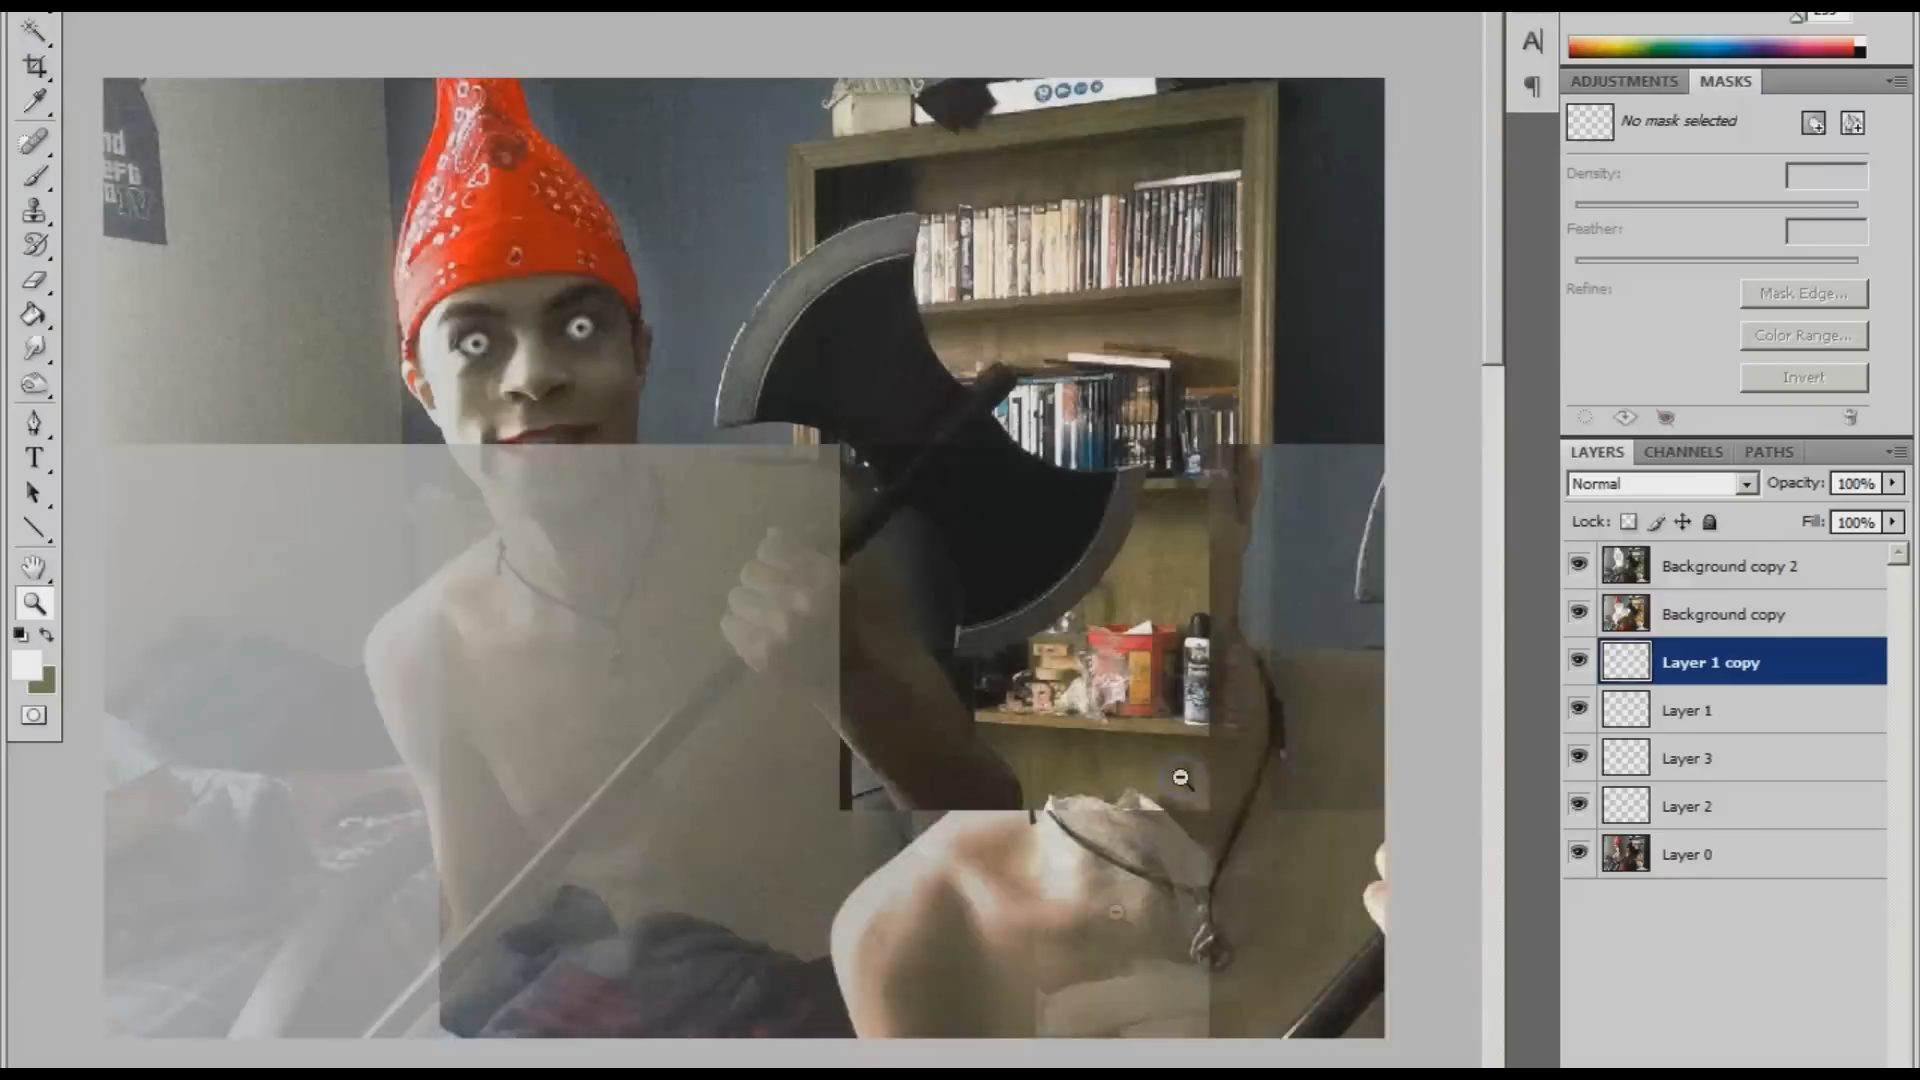 A
ADJUSTMENTS MASKS
No mask selected
Density:
Feather:
Refine:
Mask Edge...
Color Range...
Invert
LAYERS CHANNELS PATHS
Normal Opacity: 100%
Lock: Fill: 100%
Background copy 2
Background copy
Layer 1 copy
Layer 1
Layer 3
Layer 2
Layer 0
T
IV